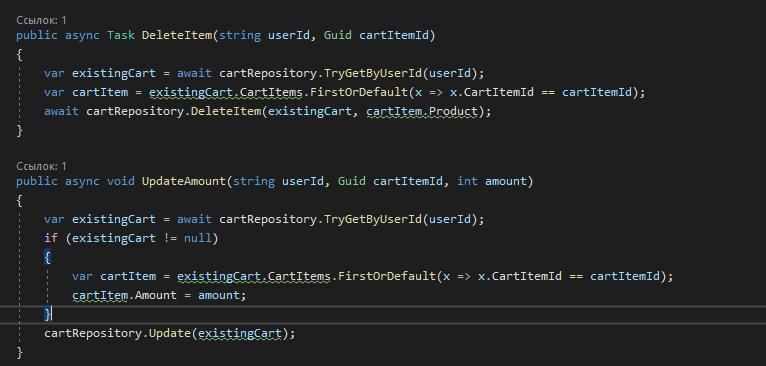 Ссылок: 1
public async Task DeleteItem(string userId, Guid cartItemId)
{
var existingCart = await cartRepository.TryGetByUserId(userId);
var cartItem = existingCart.CartItems.FirstOrDefault(x => x.CartItemId == cartItemId);
await cartRepository.DeleteItem(existingCart, cartItem.Product);
}
Ссылок: 1
public async void UpdateAmount(string userId, Guid cartItemId, int amount)
{
var existingCart = await cartRepository.TryGetByUserId(userId);
if (existingCart != null)
{
var cartItem = existingCart.CartItems.FirstOrDefault(x => x.CartItemId == cartItemId);
cartItem.Amount = amount;
}
cartRepository.Update(existingCart);
}